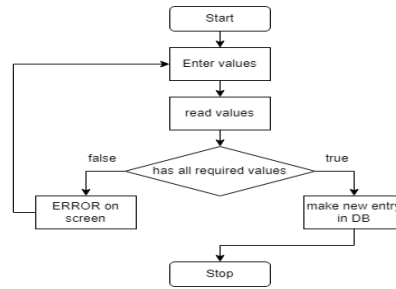 Start
Enter values
read values
false
true
has all required values
ERROR on
screen
make new entry
in DB
Stop